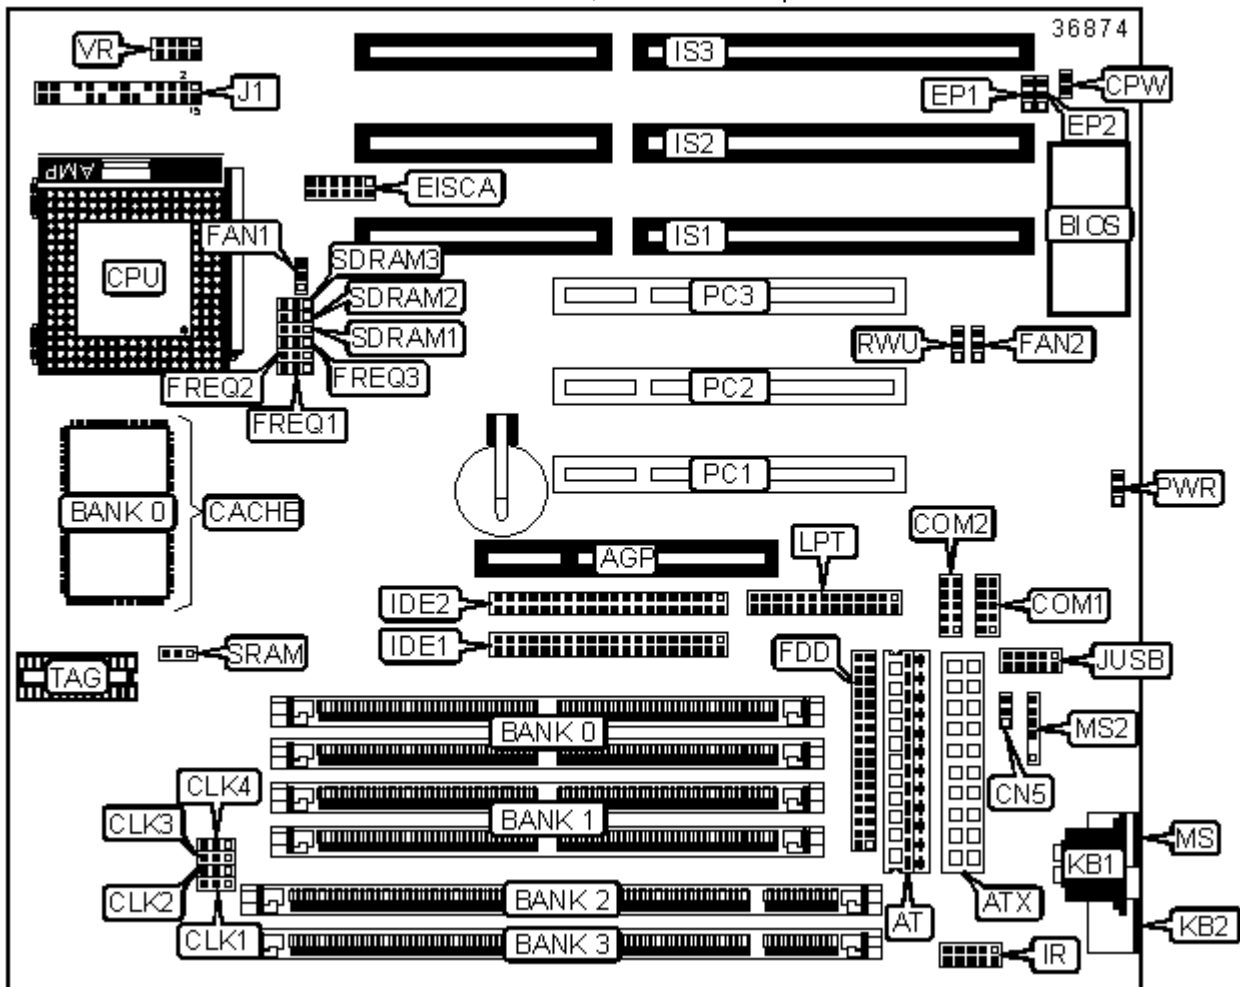 36874
VR
IS3
2
J1
15
EP1
CPW
EP2
IS2
AMP
EISCA
BIOS
FAN1
IS1
SDRAM3
CPU
SDRAM2
PC3
SDRAM1
RWU
FAN2
FREQ2
FREQ3
PC2
FREQ1
PC1
PWR
BANK 0
CACHE
COM2
LPT
AGP
IDE2
COM1
IDE1
SRAM
FDD
JUSB
TAG
BANK 0
MS2
CLK4
CN5
CLK3
BANK 1
MS
KB1
CLK2
BANK 2
ATX
AT
KB2
CLK1
BANK 3
IR